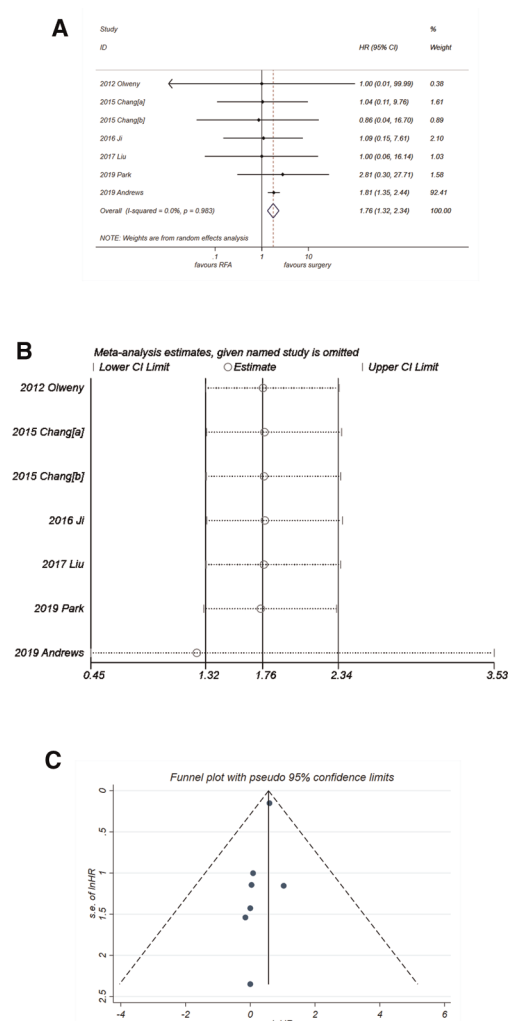 A
Study %
ID HR (95% CI) Weight
2012 Olweny 1.00 (0.01, 99.99) 0.38
2015 Chang[a] 1.04 (0.11, 9.76) 1.61
2015 Chang[b] 0.86 (0.04, 16.70) 0.89
2016 Ji 1.09 (0.15, 7.61) 2.10
2017 Liu 1.00 (0.06, 16.14) 1.03
2019 Park 2.81 (0.30, 27.71) 1.58
2019 Andrews 1.81 (1.35, 2.44) 92.41
Overall (I-squared = 0.0%, p = 0.983) 1.76 (1.32, 2.34) 100.00
NOTE: Weights are from random effects analysis
.1 1 10
favours RFA favours surgery
B
Meta-analysis estimates, given named study is omitted
Lower CI Limit Estimate Upper CI Limit
2012 Olweny
2015 Chang[a]
2015 Chang[b]
2016 Ji
2017 Liu
2019 Park
2019 Andrews
0.45 1.32 1.76 2.34 3.53
C
Funnel plot with pseudo 95% confidence limits
s.e. of lnHR
0
.5
1
1.5
2
2.5
-4 -2 0 2 4 6